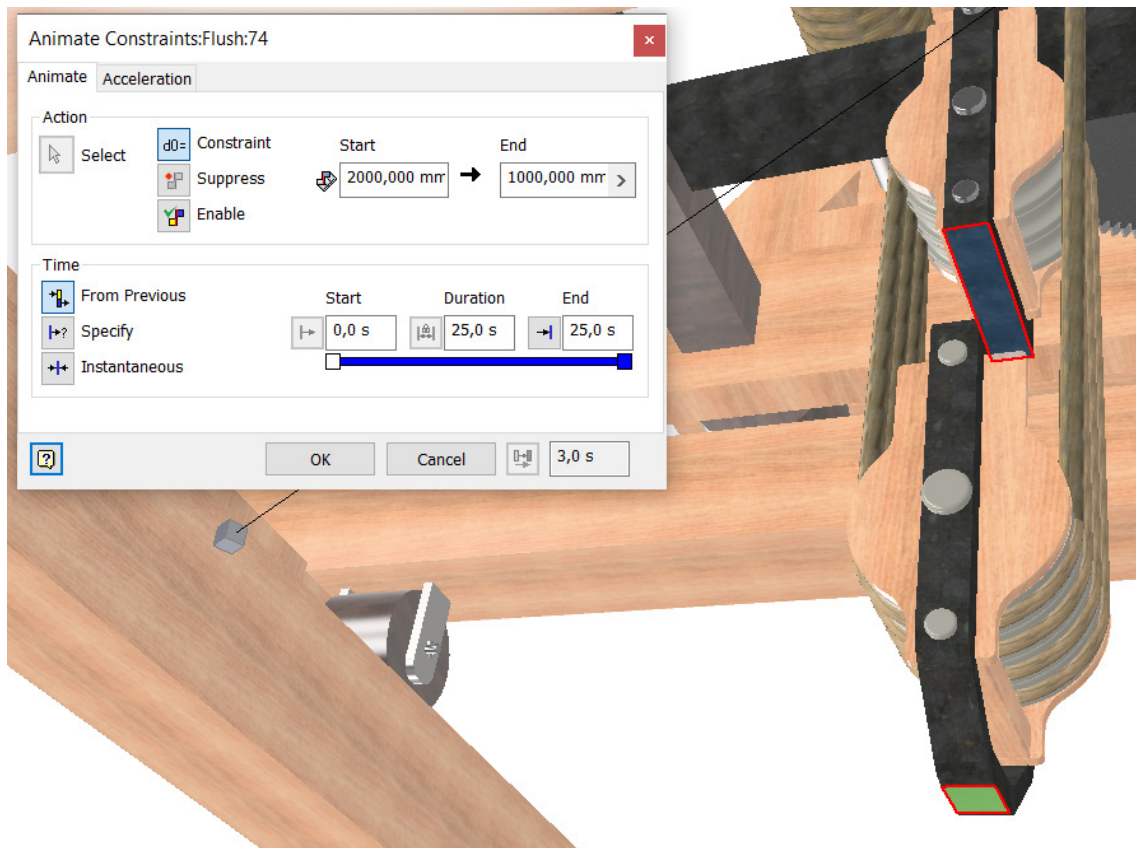 Animate Constraints:Flush:74
Animate Acceleration
Action
Select
d0= Constraint
Suppress
Enable
Start End
2000,000 mm 1000,000 mm
Time
From Previous
Specify
Instantaneous
Start Duration End
0,0 s 25,0 s 25,0 s
OK Cancel 3,0 s